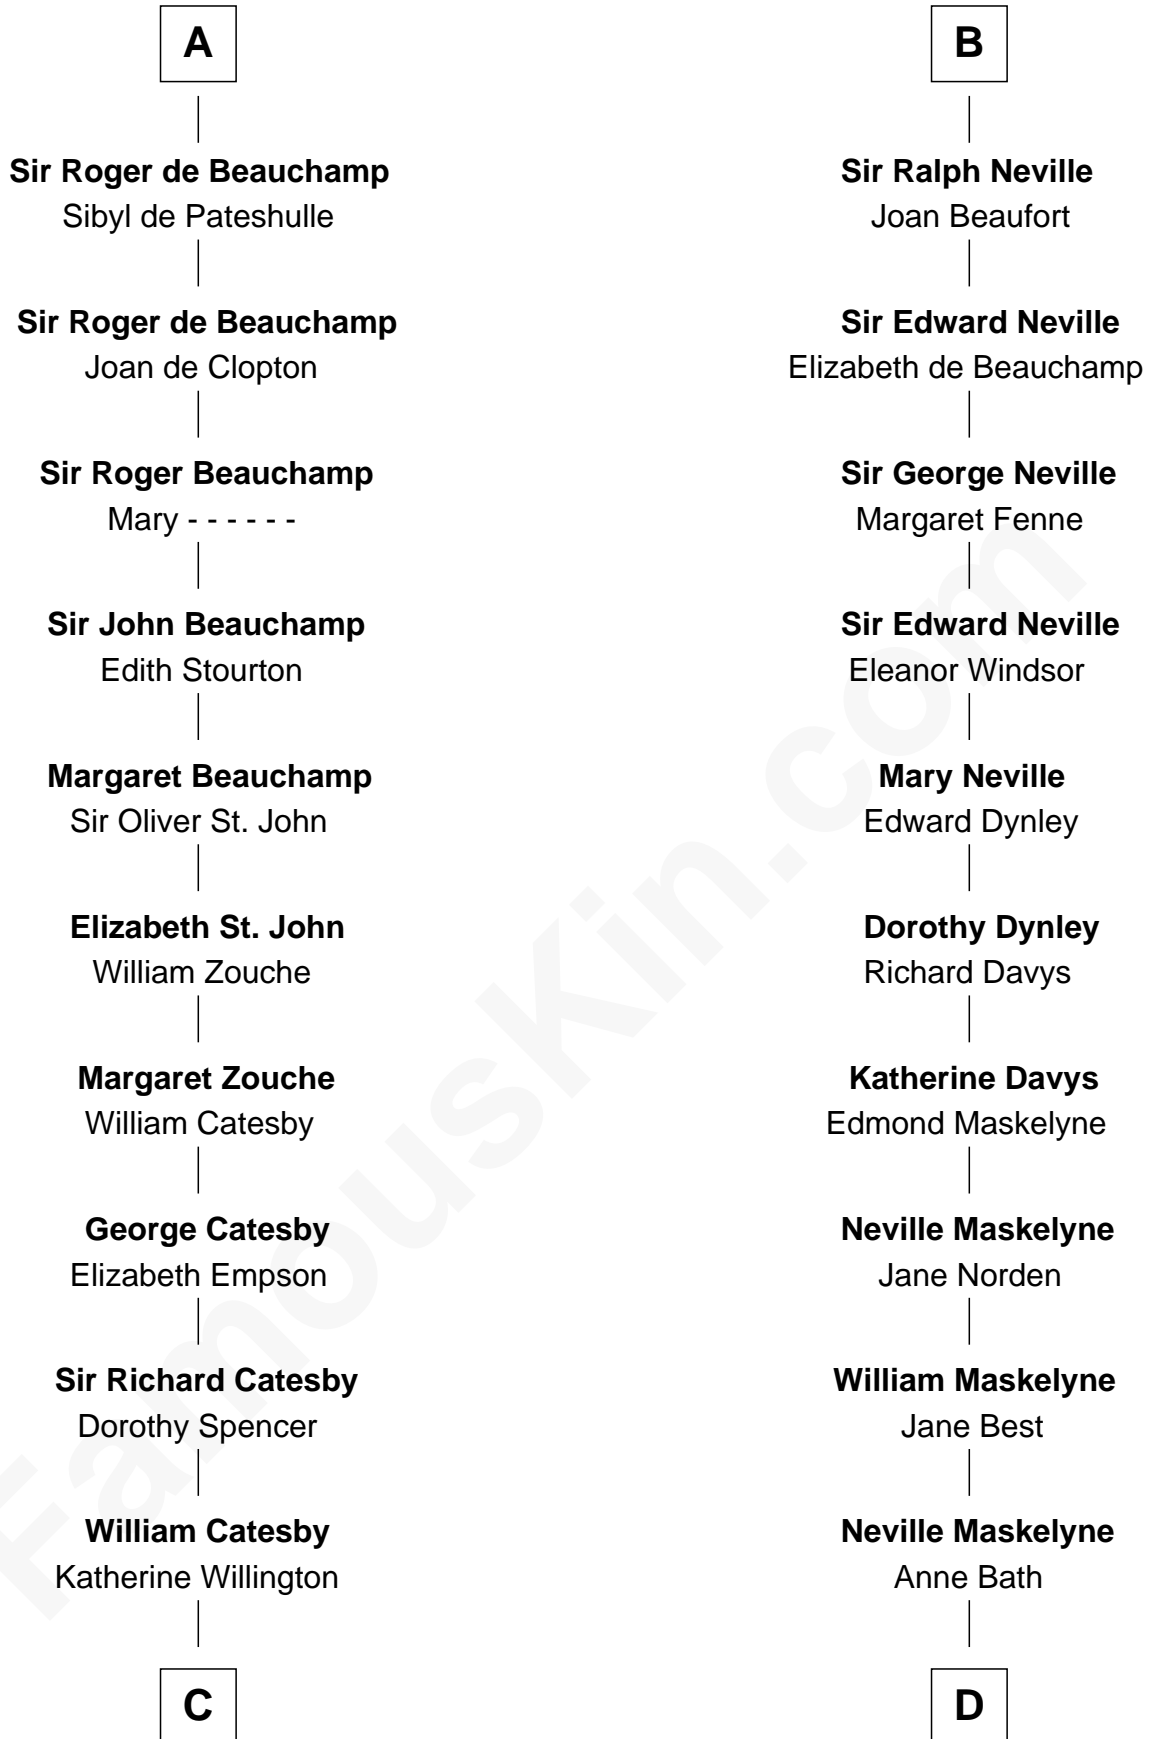 A
Sir Roger de Beauchamp
Sibyl de Pateshulle
Sir Roger de Beauchamp
Joan de Clopton
Sir Roger Beauchamp
Mary - - - - - -
Sir John Beauchamp
Edith Stourton
Margaret Beauchamp
Sir Oliver St. John
Elizabeth St. John
William Zouche
Margaret Zouche
William Catesby
George Catesby
Elizabeth Empson
Sir Richard Catesby
Dorothy Spencer
William Catesby
Katherine Willington
C
B
Sir Ralph Neville
Joan Beaufort
Sir Edward Neville
Elizabeth de Beauchamp
Sir George Neville
Margaret Fenne
Sir Edward Neville
Eleanor Windsor
Mary Neville
Edward Dynley
Dorothy Dynley
Richard Davys
Katherine Davys
Edmond Maskelyne
Neville Maskelyne
Jane Norden
William Maskelyne
Jane Best
Neville Maskelyne
Anne Bath
D
FamousKin.com